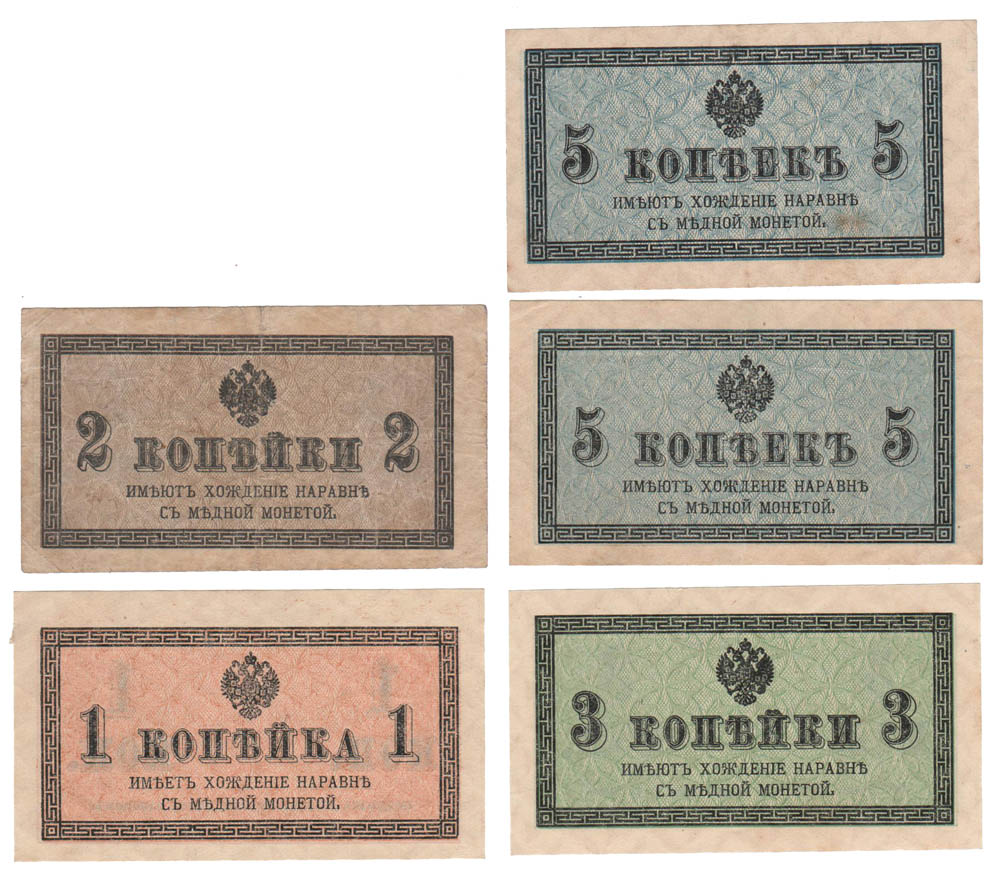 5 КОПѢЕКЪ 5
ИМѢЮТЪ ХОЖДЕНІЕ НАРАВНѢ
СЪ МѢДНОЙ МОНЕТОЙ.
2 КОПѢЙКИ 2
ИМѢЮТЪ ХОЖДЕНІЕ НАРАВНѢ
СЪ МѢДНОЙ МОНЕТОЙ.
5 КОПѢЕКЪ 5
ИМѢЮТЪ ХОЖДЕНІЕ НАРАВНѢ
СЪ МѢДНОЙ МОНЕТОЙ.
1 КОПѢЙКА 1
ИМѢЕТЪ ХОЖДЕНІЕ НАРАВНѢ
СЪ МѢДНОЙ МОНЕТОЙ.
3 КОПѢЙКИ 3
ИМѢЮТЪ ХОЖДЕНІЕ НАРАВНѢ
СЪ МѢДНОЙ МОНЕТОЙ.